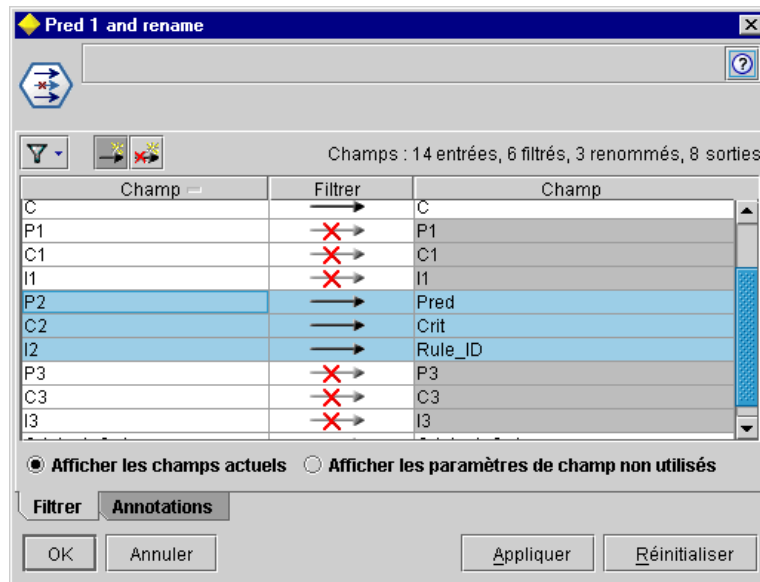 Pred 1 and rename
Champs : 14 entrées, 6 filtrés, 3 renommés, 8 sorties
Champ Filtrer Champ
C C
P1 P1
C1 C1
I1 I1
P2 Pred
C2 Crit
I2 Rule_ID
P3 P3
C3 C3
I3 I3
Afficher les champs actuels Afficher les paramètres de champ non utilisés
Filtrer Annotations
OK Annuler Appliquer Réinitialiser